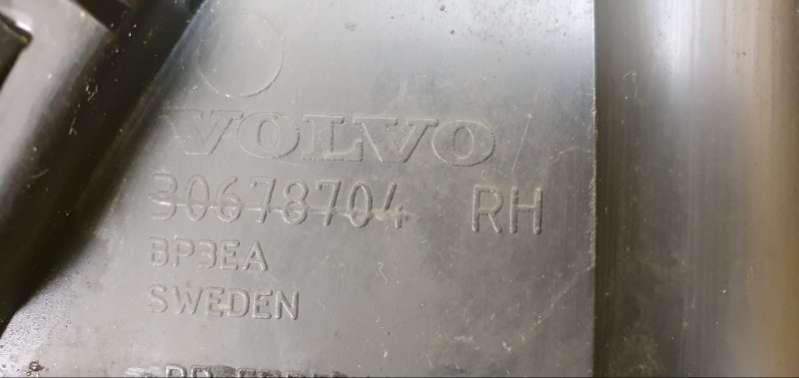 VOLVO
30678704 RH
BP3EA
SWEDEN